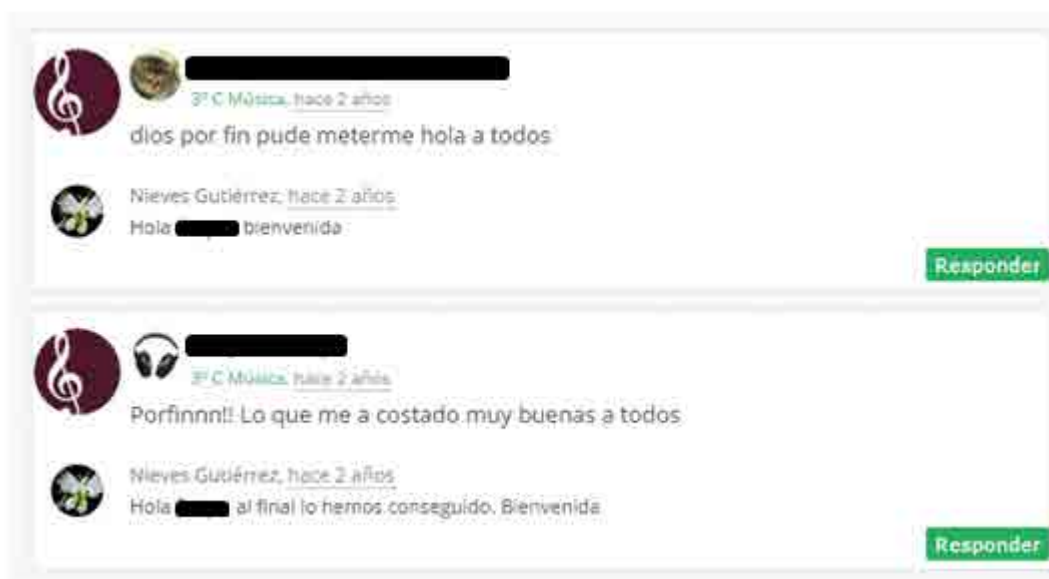 3º C Música, hace 2 años
dios por fin pude meterme hola a todos
Nieves Gutiérrez, hace 2 años
Hola bienvenida
Responder
3º C Música, hace 2 años
Porfinnn!! Lo que me a costado muy buenas a todos
Nieves Gutiérrez, hace 2 años
Hola al final lo hemos conseguido. Bienvenida
Responder